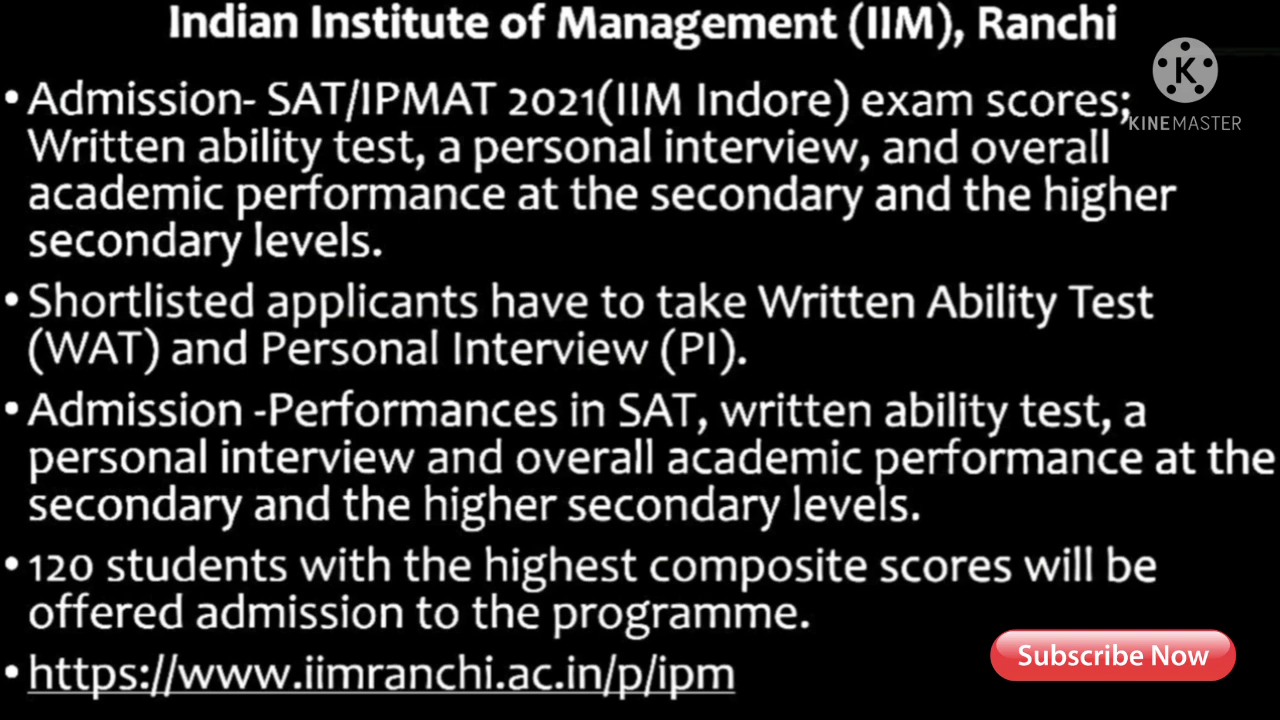 Indian Institute of Management (IIM), Ranchi
K
KINEMASTER
• Admission- SAT/IPMAT 2021(IIM Indore) exam scores;
Written ability test, a personal interview, and overall
academic performance at the secondary and the higher
secondary levels.
• Shortlisted applicants have to take Written Ability Test
(WAT) and Personal Interview (PI).
• Admission -Performances in SAT, written ability test, a
personal interview and overall academic performance at the
secondary and the higher secondary levels.
• 120 students with the highest composite scores will be
offered admission to the programme.
• https://www.iimranchi.ac.in/p/ipm
Subscribe Now